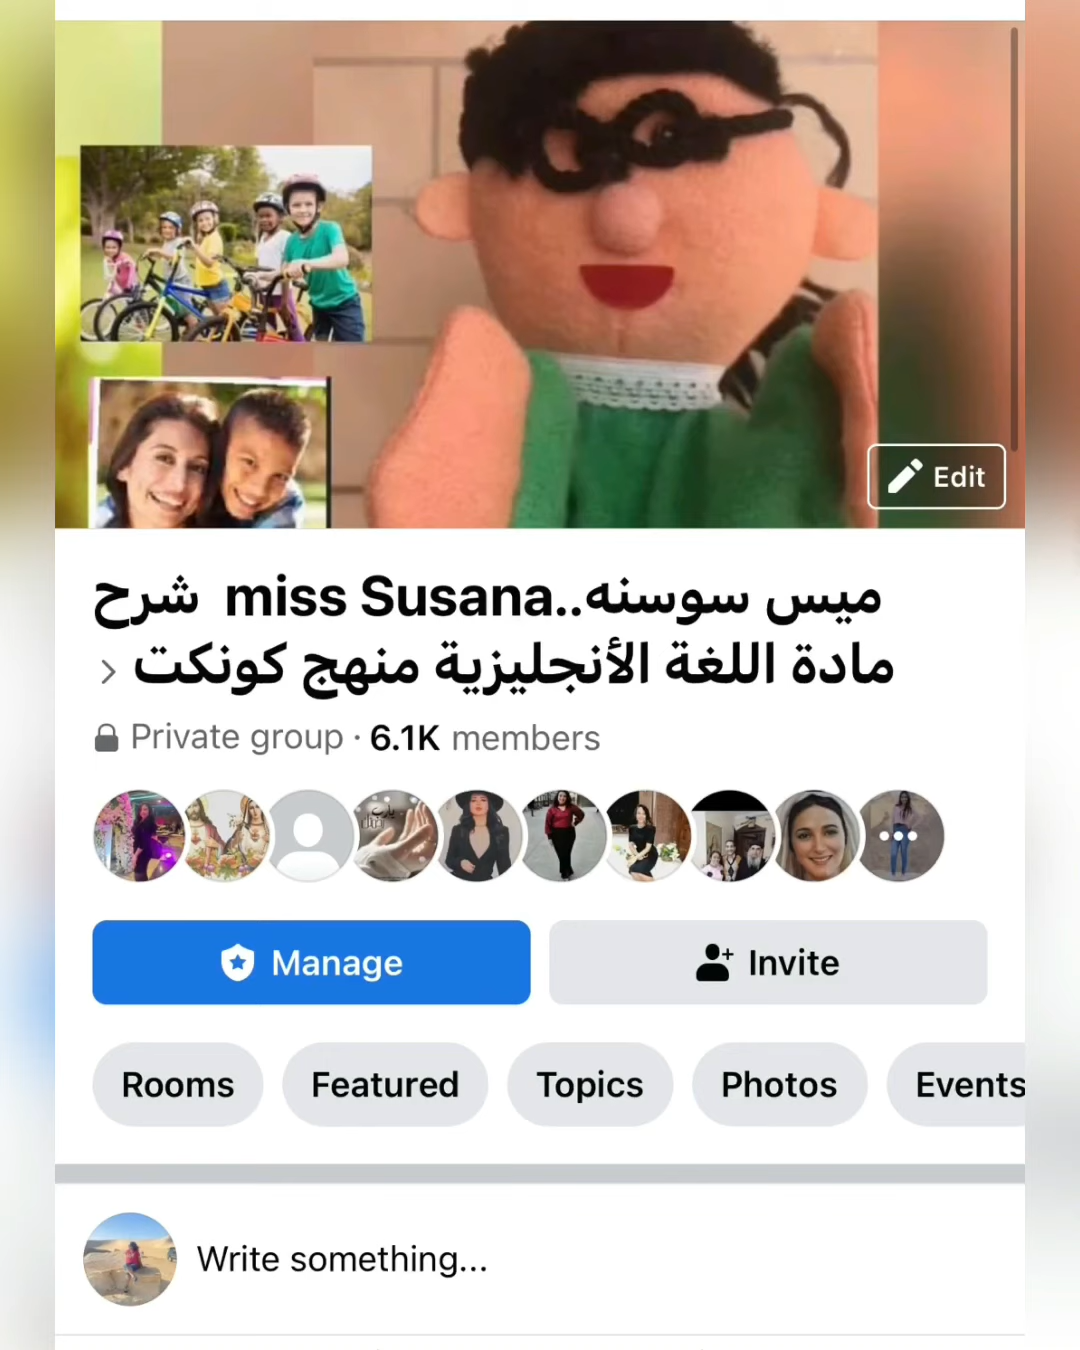 Edit
ميس سوسنه..miss Susana شرح
مادة اللغة الأنجليزية منهج كونكت >
Private group · 6.1K members
Manage
Invite
Rooms
Featured
Topics
Photos
Events
Write something...